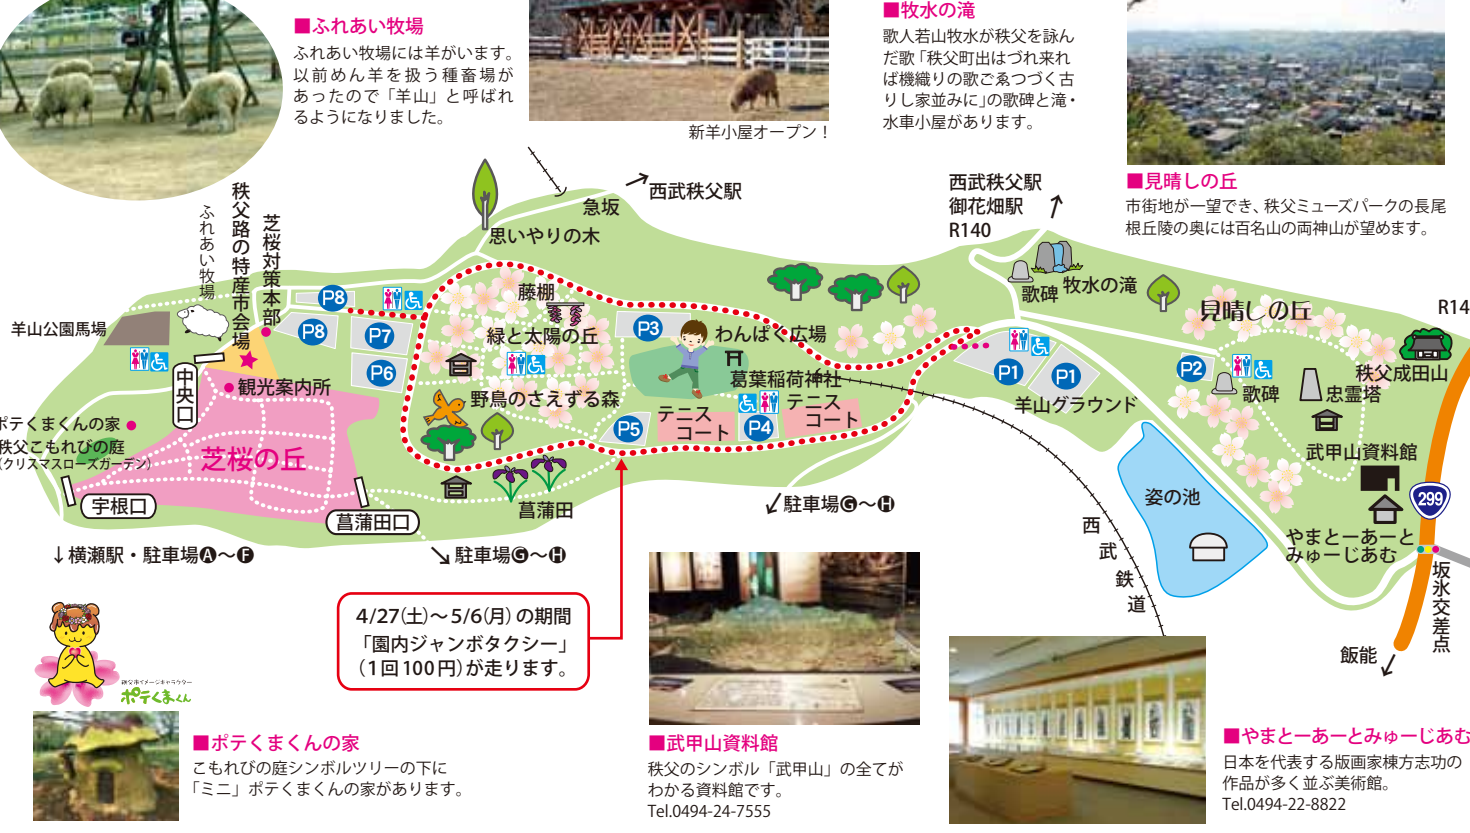 ■ふれあい牧場
ふれあい牧場には羊がいます。
以前めん羊を扱う種畜場が
あったので「羊山」と呼ばれ
るようになりました。
新羊小屋オープン！
■牧水の滝
歌人若山牧水が秩父を詠ん
だ歌「秩父町出はづれ来れ
ば機織りの歌ごゑつづく古
りし家並みに」の歌碑と滝・
水車小屋があります。
■見晴しの丘
市街地が一望でき、秩父ミューズパークの長尾
根丘陵の奥には百名山の両神山が望めます。
西武秩父駅
急坂
思いやりの木
西武秩父駅
御花畑駅
R140
歌碑
牧水の滝
見晴しの丘
R14
秩父成田山
ふれあい牧場
秩父路の特産市会場
芝桜対策本部
羊山公園馬場
P8
P8
P7
P6
藤棚
緑と太陽の丘
P3
わんぱく広場
葛葉稲荷神社
野鳥のさえずる森
P5
テニス
コート
P4
テニス
コート
P1
P1
羊山グラウンド
P2
歌碑
忠霊塔
武甲山資料館
中央口
観光案内所
ポテくまくんの家
秩父こもれびの庭
(クリスマスローズガーデン)
芝桜の丘
宇根口
菖蒲田口
菖蒲田
↓横瀬駅・駐車場Ⓐ～Ⓕ
↘駐車場Ⓖ～Ⓗ
↙駐車場Ⓖ～Ⓗ
西武鉄道
姿の池
299
やまとーあーと
みゅーじあむ
坂氷交差点
飯能
4/27(土)～5/6(月)の期間
「園内ジャンボタクシー」
（1回100円）が走ります。
秩父市イメージキャラクター
ポテくまくん
■ポテくまくんの家
こもれびの庭シンボルツリーの下に
「ミニ」ポテくまくんの家があります。
■武甲山資料館
秩父のシンボル「武甲山」の全てが
わかる資料館です。
Tel.0494-24-7555
■やまとーあーとみゅーじあむ
日本を代表する版画家棟方志功の
作品が多く並ぶ美術館。
Tel.0494-22-8822